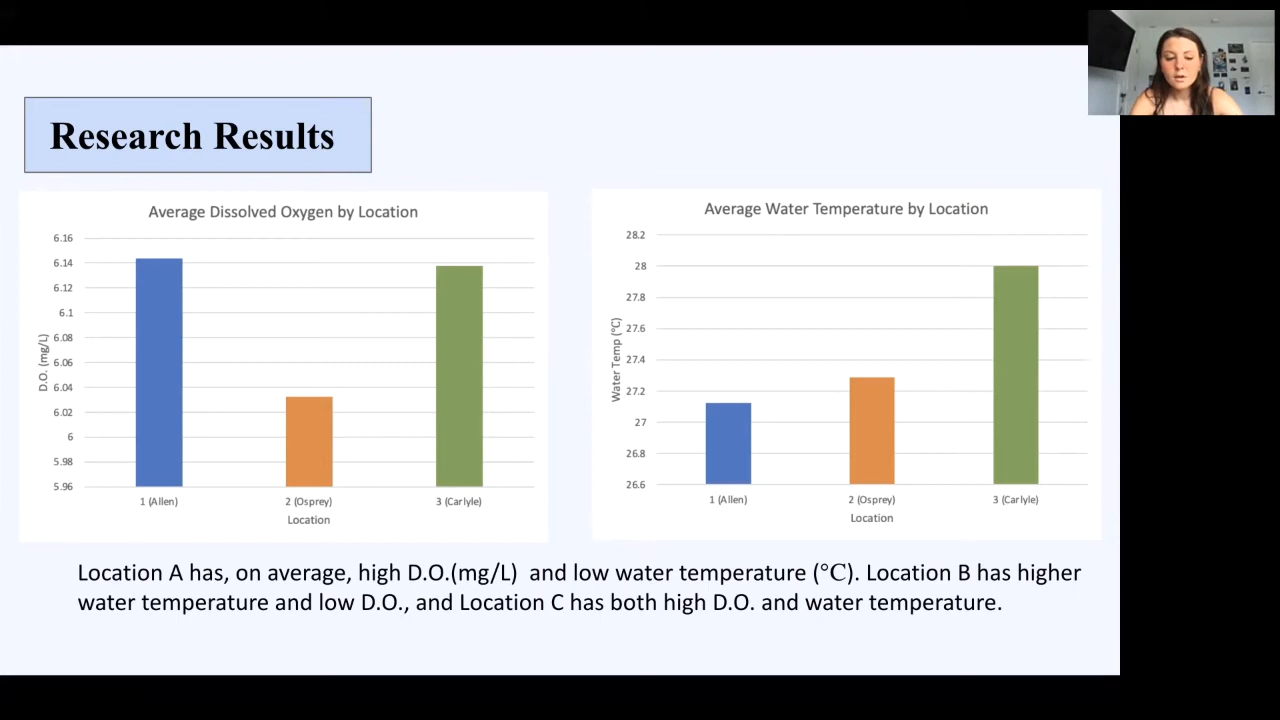 Research Results
Average Dissolved Oxygen by Location
6.16
6.14
6.12
6.1
6.08
6.06
6.04
6.02
6
5.98
5.96
D.O. (mg/L)
1 (Allen)
2 (Osprey)
3 (Carlyle)
Location
Average Water Temperature by Location
28.2
28
27.8
27.6
27.4
27.2
27
26.8
26.6
Water Temp (°C)
1 (Allen)
2 (Osprey)
3 (Carlyle)
Location
Location A has, on average, high D.O.(mg/L)  and low water temperature (°C). Location B has higher
water temperature and low D.O., and Location C has both high D.O. and water temperature.